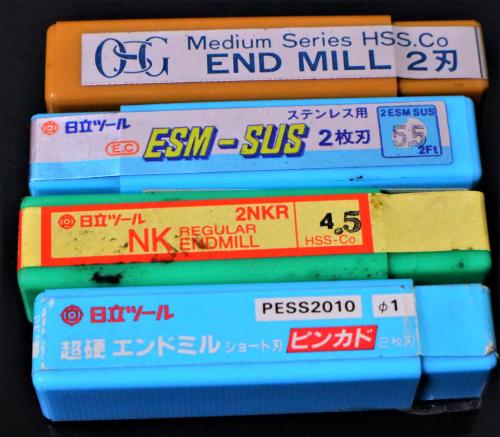 OSG Medium Series HSS.Co
END MILL 2刃
日立ツール ステンレス用 2ESM SUS
E.C ESM-SUS 2枚刃 5.5
2Ft
日立ツール 2NKR 4.5
NK REGULAR ENDMILL HSS-Co
日立ツール PESS2010 φ1
超硬 エンドミル ショート刃 ピンカド 2枚刃